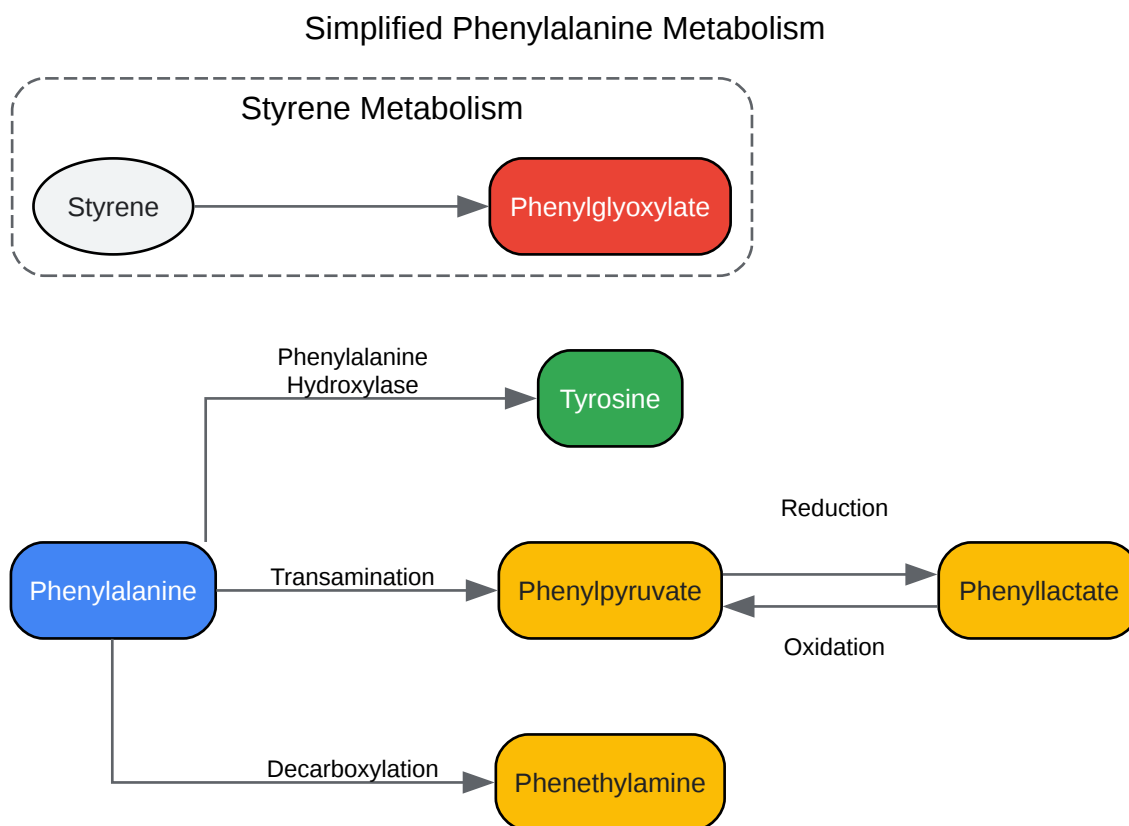 Simplified Phenylalanine Metabolism
Styrene Metabolism
Styrene
Phenylglyoxylate
Phenylalanine
Hydroxylase
Tyrosine
Reduction
Phenylalanine
Transamination
Phenylpyruvate
Phenyllactate
Oxidation
Decarboxylation
Phenethylamine